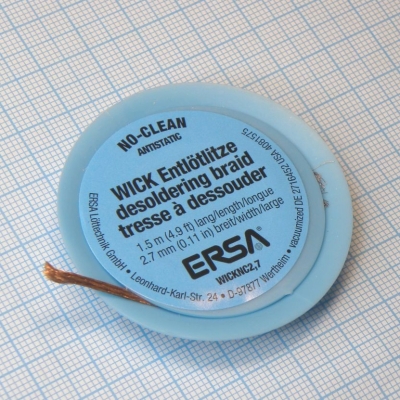 NO-CLEAN
ANTISTATIC
WICK Entlötlitze
desoldering braid
tresse à dessouder
1.5 m (4.9 ft) lang/length/longue
2.7 mm (0.11 in) breit/width/large
ERSA®
WICKNC2,7
ERSA Löttechnik GmbH • Leonhard-Karl-Str. 24 • D-97877 Wertheim • vacuumized DE 2716452 USA 4081575